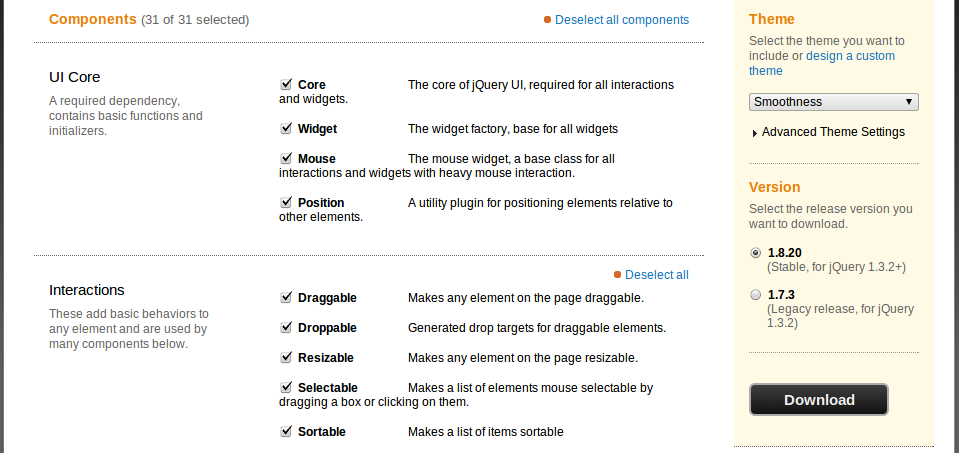 Components (31 of 31 selected)
Deselect all components
UI Core
A required dependency,
contains basic functions and
initializers.
Core The core of jQuery UI, required for all interactions
and widgets.
Widget The widget factory, base for all widgets
Mouse The mouse widget, a base class for all
interactions and widgets with heavy mouse interaction.
Position A utility plugin for positioning elements relative to
other elements.
Deselect all
Interactions
These add basic behaviors to
any element and are used by
many components below.
Draggable Makes any element on the page draggable.
Droppable Generated drop targets for draggable elements.
Resizable Makes any element on the page resizable.
Selectable Makes a list of elements mouse selectable by
dragging a box or clicking on them.
Sortable Makes a list of items sortable
Theme
Select the theme you want to
include or design a custom
theme
Smoothness
Advanced Theme Settings
Version
Select the release version you
want to download.
1.8.20
(Stable, for jQuery 1.3.2+)
1.7.3
(Legacy release, for jQuery
1.3.2)
Download